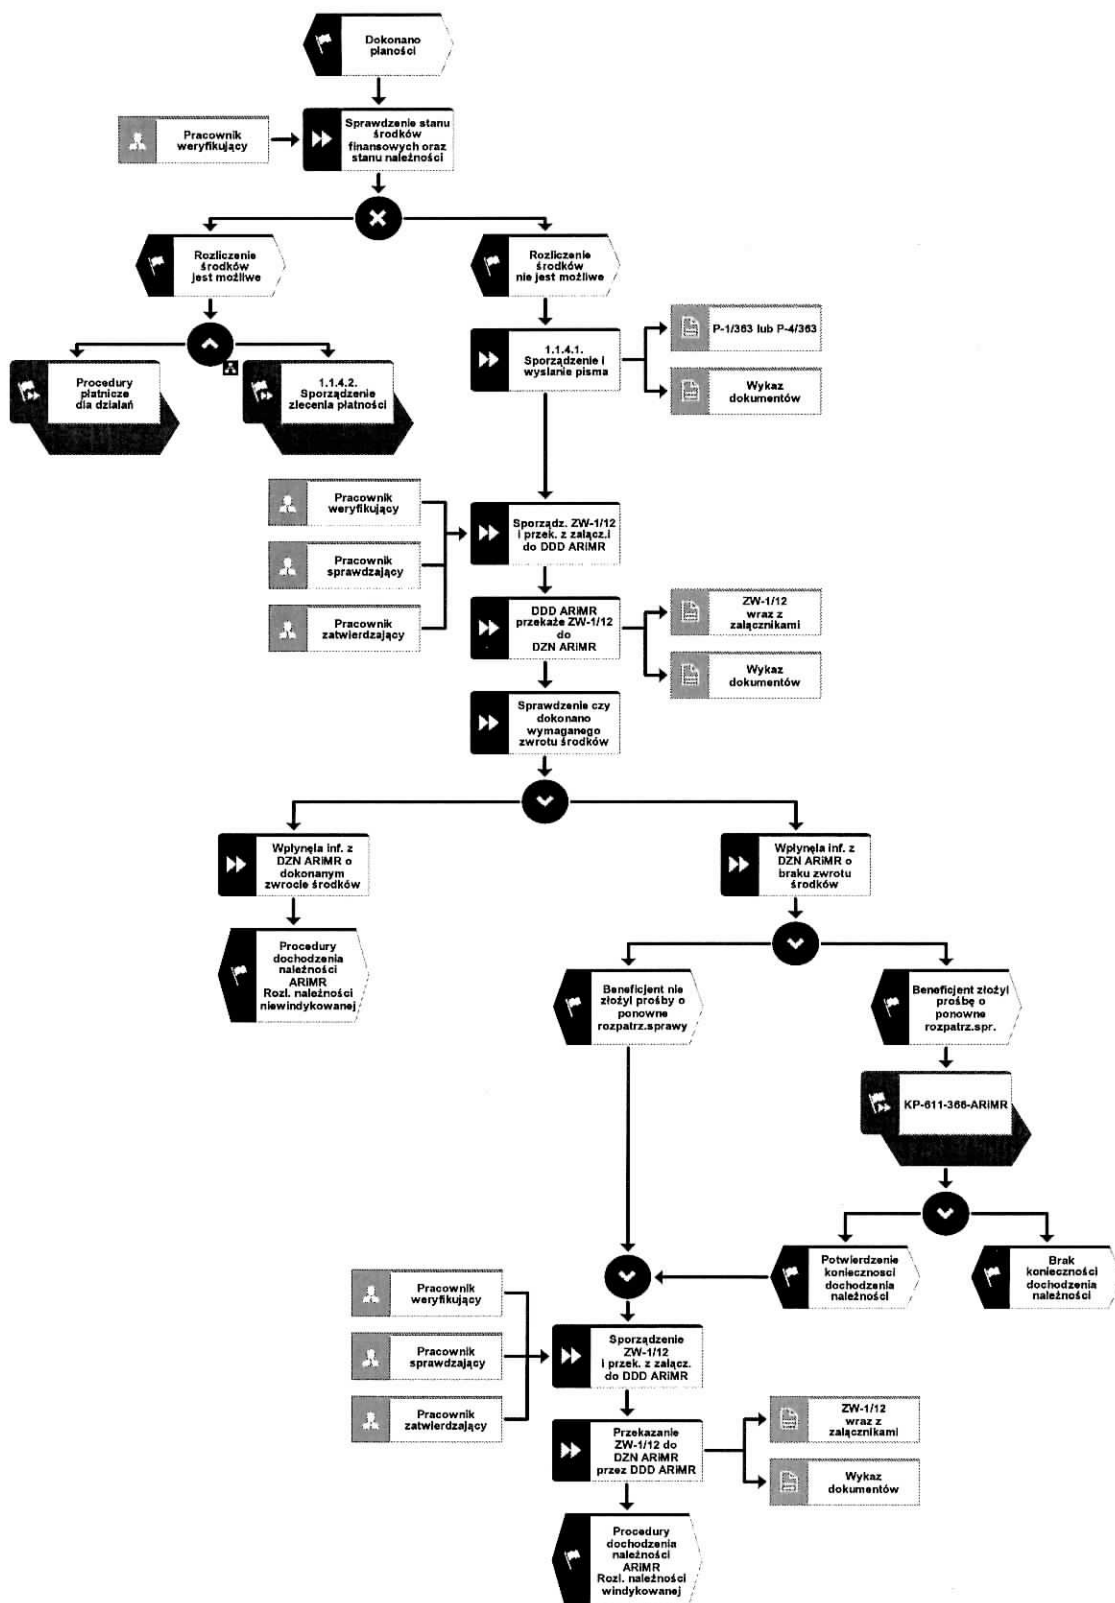 Dokonano
planości
Pracownik
weryfikujący
Sprawdzenie stanu
środków
finansowych oraz
stanu należności
Rozliczenie
środków
jest możliwe
Rozliczenie
środków
nie jest możliwe
Procedury
płatnicze
dla działań
1.1.4.2.
Sporządzenie
zlecenia płatności
1.1.4.1.
Sporządzenie i
wysłanie pisma
P-1/363 lub P-4/363
Wykaz
dokumentów
Pracownik
weryfikujący
Pracownik
sprawdzający
Pracownik
zatwierdzający
Sporządz. ZW-1/12
i przek. z załącz.i
do DDD ARiMR
DDD ARiMR
przekaże ZW-1/12
do
DZN ARiMR
ZW-1/12
wraz z
załącznikami
Wykaz
dokumentów
Sprawdzenie czy
dokonano
wymaganego
zwrotu środków
Wpłynęła inf. z
DZN ARiMR o
dokonanym
zwrocie środków
Wpłynęła inf. z
DZN ARiMR o
braku zwrotu
środków
Procedury
dochodzenia
należności
ARiMR
Rozl. należności
niewindykowanej
Beneficjent nie
złożył prośby o
ponowne
rozpatrz.sprawy
Beneficjent złożył
prośbę o
ponowne
rozpatrz.spr.
KP-611-366-ARiMR
Potwierdzenie
konieczności
dochodzenia
należności
Brak
konieczności
dochodzenia
należności
Pracownik
weryfikujący
Pracownik
sprawdzający
Pracownik
zatwierdzający
Sporządzenie
ZW-1/12
i przek. z załącz.
do DDD ARiMR
Przekazanie
ZW-1/12 do
DZN ARiMR
przez DDD ARiMR
ZW-1/12
wraz z
załącznikami
Wykaz
dokumentów
Procedury
dochodzenia
należności
ARiMR
Rozl. należności
windykowanej